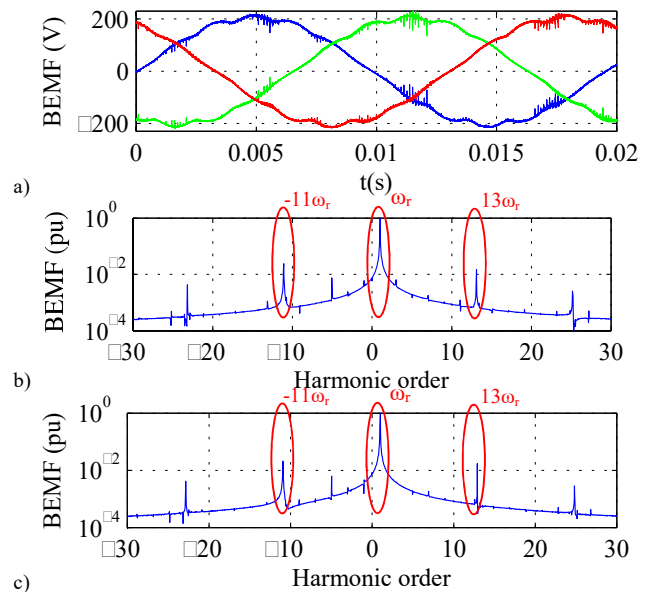 BEMF (V)
200
0
□200
0 0.005 0.01 0.015 0.02
t(s)
a)
-11ωr ωr 13ωr
BEMF (pu)
10^0
10^□2
10^□4
□30 □20 □10 0 10 20 30
Harmonic order
b)
-11ωr ωr 13ωr
BEMF (pu)
10^0
10^□2
10^□4
□30 □20 □10 0 10 20 30
Harmonic order
c)